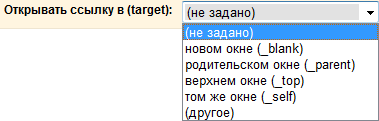 Открывать ссылку в (target): (не задано)
(не задано)
новом окне (_blank)
родительском окне (_parent)
верхнем окне (_top)
том же окне (_self)
(другое)